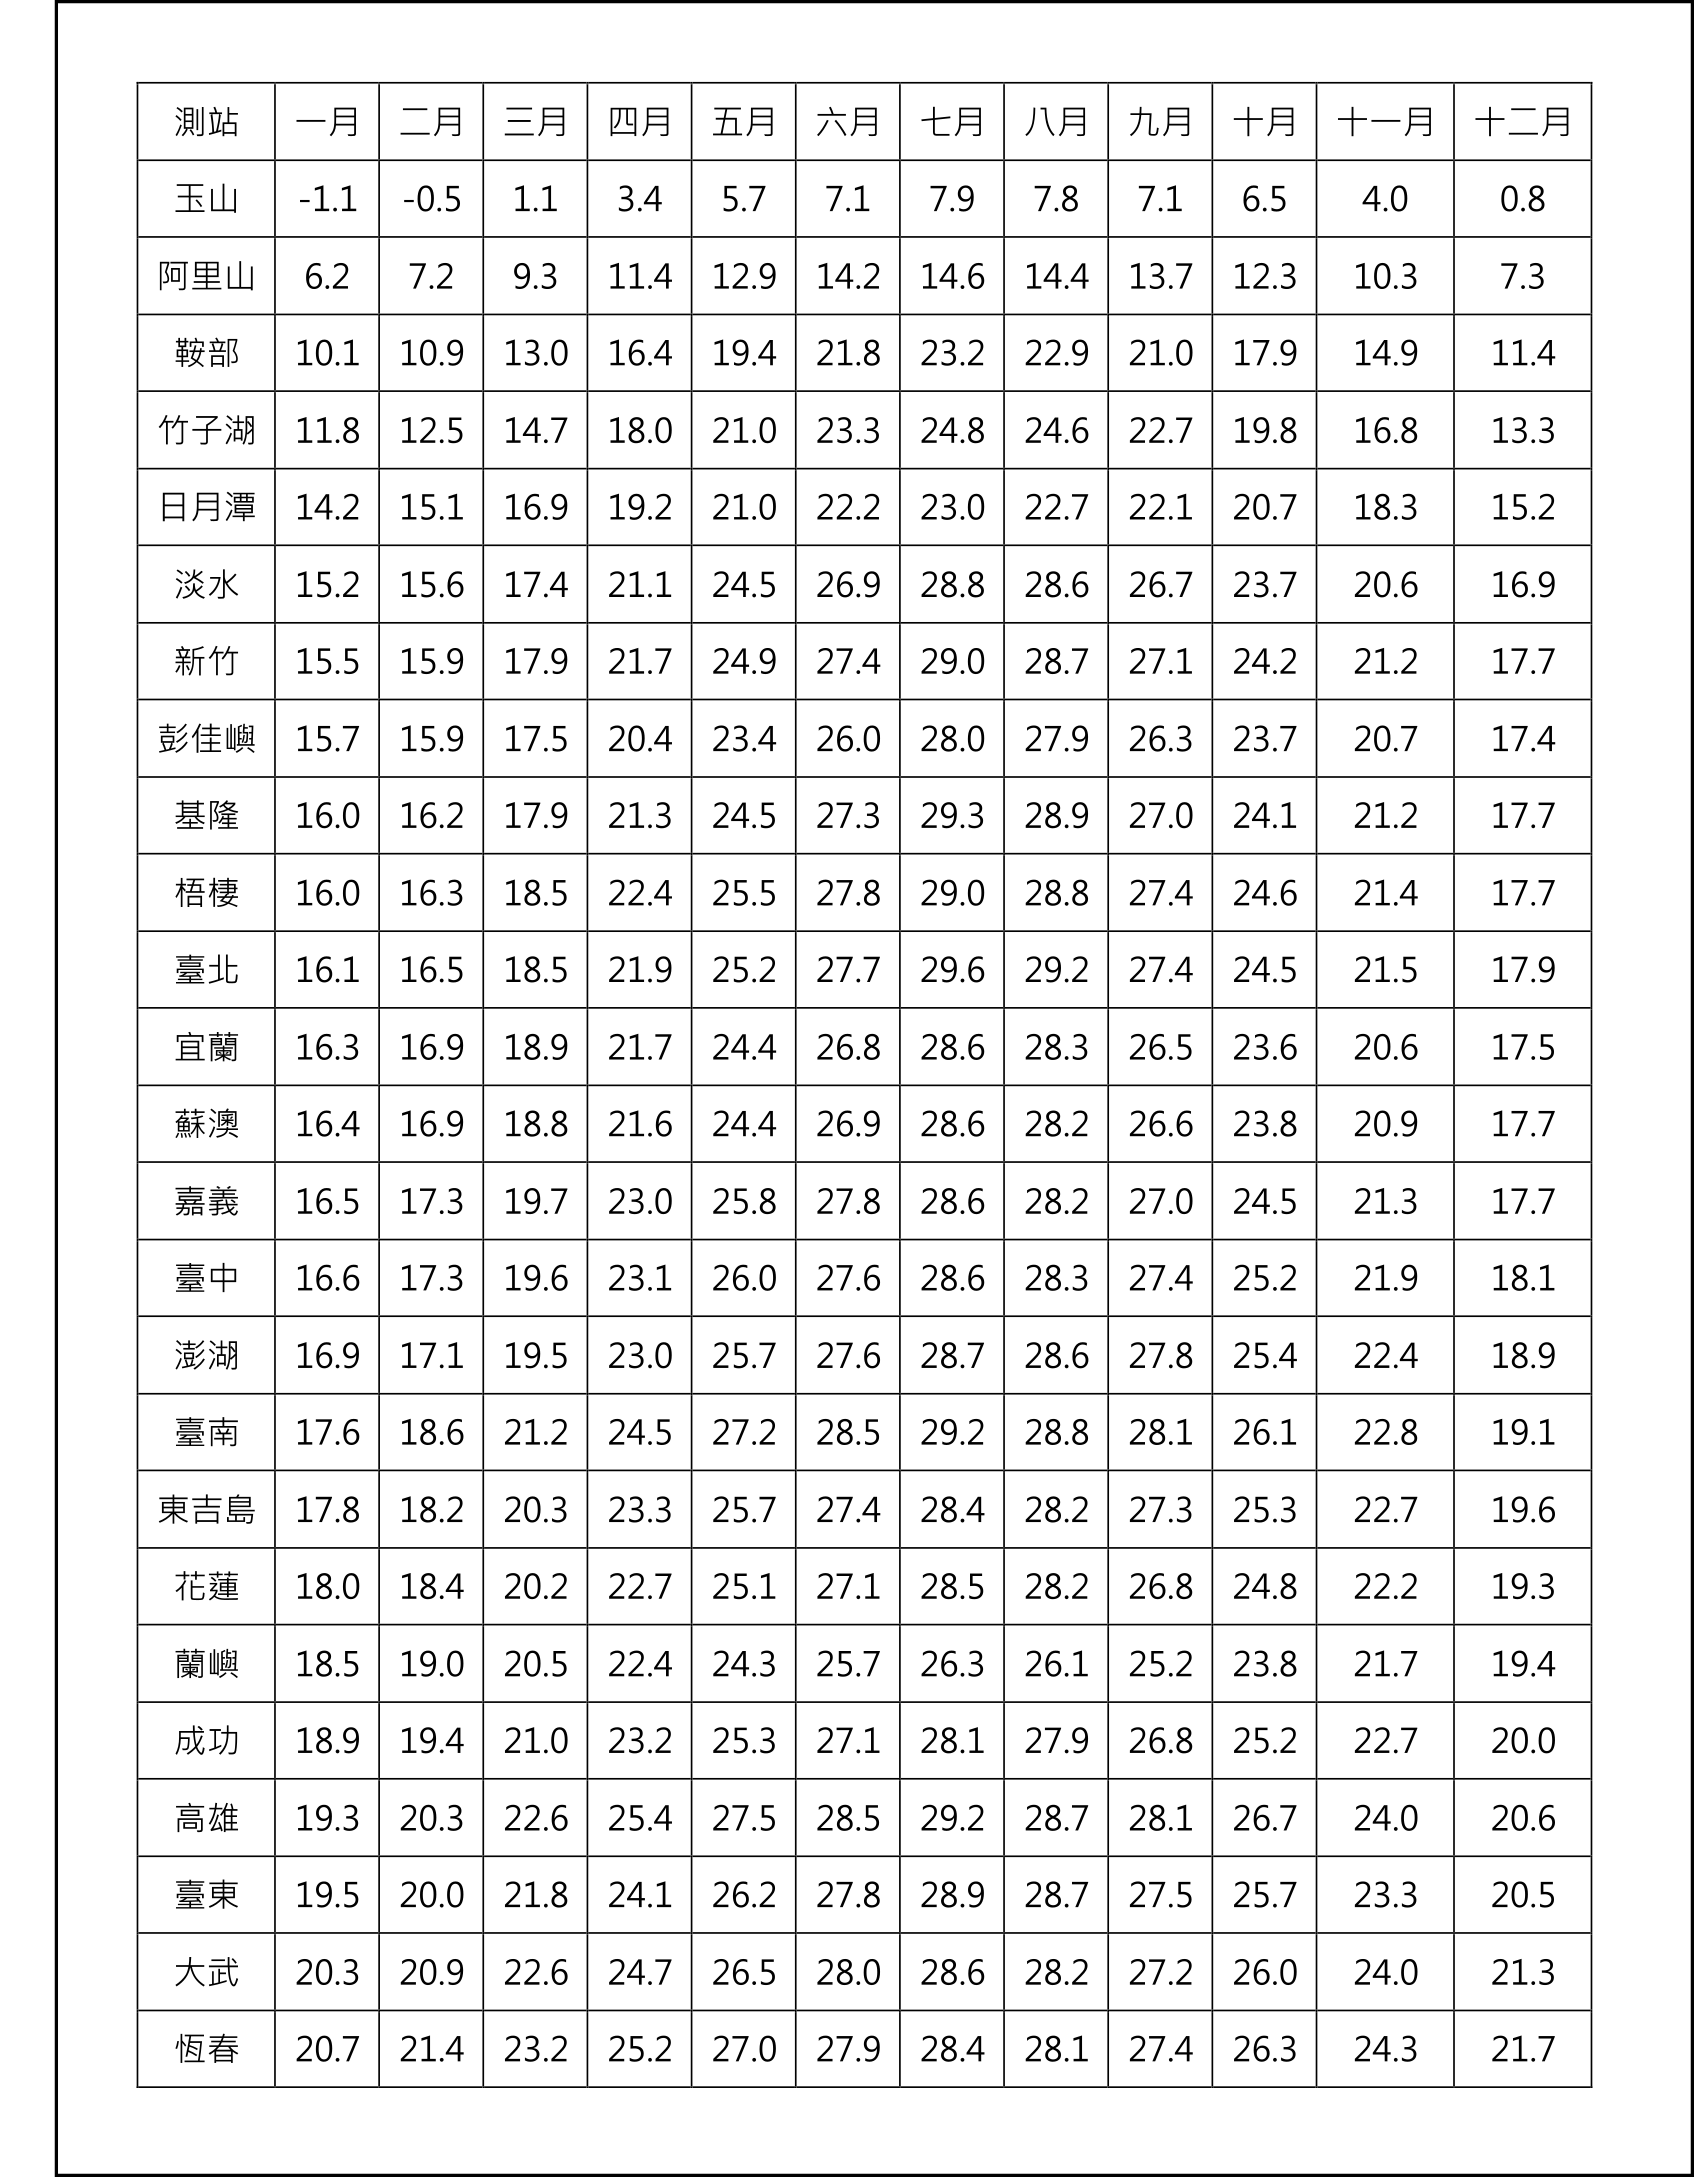 測站 一月 二月 三月 四月 五月 六月 七月 八月 九月 十月 十一月 十二月
玉山 -1.1 -0.5 1.1 3.4 5.7 7.1 7.9 7.8 7.1 6.5 4.0 0.8
阿里山 6.2 7.2 9.3 11.4 12.9 14.2 14.6 14.4 13.7 12.3 10.3 7.3
鞍部 10.1 10.9 13.0 16.4 19.4 21.8 23.2 22.9 21.0 17.9 14.9 11.4
竹子湖 11.8 12.5 14.7 18.0 21.0 23.3 24.8 24.6 22.7 19.8 16.8 13.3
日月潭 14.2 15.1 16.9 19.2 21.0 22.2 23.0 22.7 22.1 20.7 18.3 15.2
淡水 15.2 15.6 17.4 21.1 24.5 26.9 28.8 28.6 26.7 23.7 20.6 16.9
新竹 15.5 15.9 17.9 21.7 24.9 27.4 29.0 28.7 27.1 24.2 21.2 17.7
彭佳嶼 15.7 15.9 17.5 20.4 23.4 26.0 28.0 27.9 26.3 23.7 20.7 17.4
基隆 16.0 16.2 17.9 21.3 24.5 27.3 29.3 28.9 27.0 24.1 21.2 17.7
梧棲 16.0 16.3 18.5 22.4 25.5 27.8 29.0 28.8 27.4 24.6 21.4 17.7
臺北 16.1 16.5 18.5 21.9 25.2 27.7 29.6 29.2 27.4 24.5 21.5 17.9
宜蘭 16.3 16.9 18.9 21.7 24.4 26.8 28.6 28.3 26.5 23.6 20.6 17.5
蘇澳 16.4 16.9 18.8 21.6 24.4 26.9 28.6 28.2 26.6 23.8 20.9 17.7
嘉義 16.5 17.3 19.7 23.0 25.8 27.8 28.6 28.2 27.0 24.5 21.3 17.7
臺中 16.6 17.3 19.6 23.1 26.0 27.6 28.6 28.3 27.4 25.2 21.9 18.1
澎湖 16.9 17.1 19.5 23.0 25.7 27.6 28.7 28.6 27.8 25.4 22.4 18.9
臺南 17.6 18.6 21.2 24.5 27.2 28.5 29.2 28.8 28.1 26.1 22.8 19.1
東吉島 17.8 18.2 20.3 23.3 25.7 27.4 28.4 28.2 27.3 25.3 22.7 19.6
花蓮 18.0 18.4 20.2 22.7 25.1 27.1 28.5 28.2 26.8 24.8 22.2 19.3
蘭嶼 18.5 19.0 20.5 22.4 24.3 25.7 26.3 26.1 25.2 23.8 21.7 19.4
成功 18.9 19.4 21.0 23.2 25.3 27.1 28.1 27.9 26.8 25.2 22.7 20.0
高雄 19.3 20.3 22.6 25.4 27.5 28.5 29.2 28.7 28.1 26.7 24.0 20.6
臺東 19.5 20.0 21.8 24.1 26.2 27.8 28.9 28.7 27.5 25.7 23.3 20.5
大武 20.3 20.9 22.6 24.7 26.5 28.0 28.6 28.2 27.2 26.0 24.0 21.3
恆春 20.7 21.4 23.2 25.2 27.0 27.9 28.4 28.1 27.4 26.3 24.3 21.7